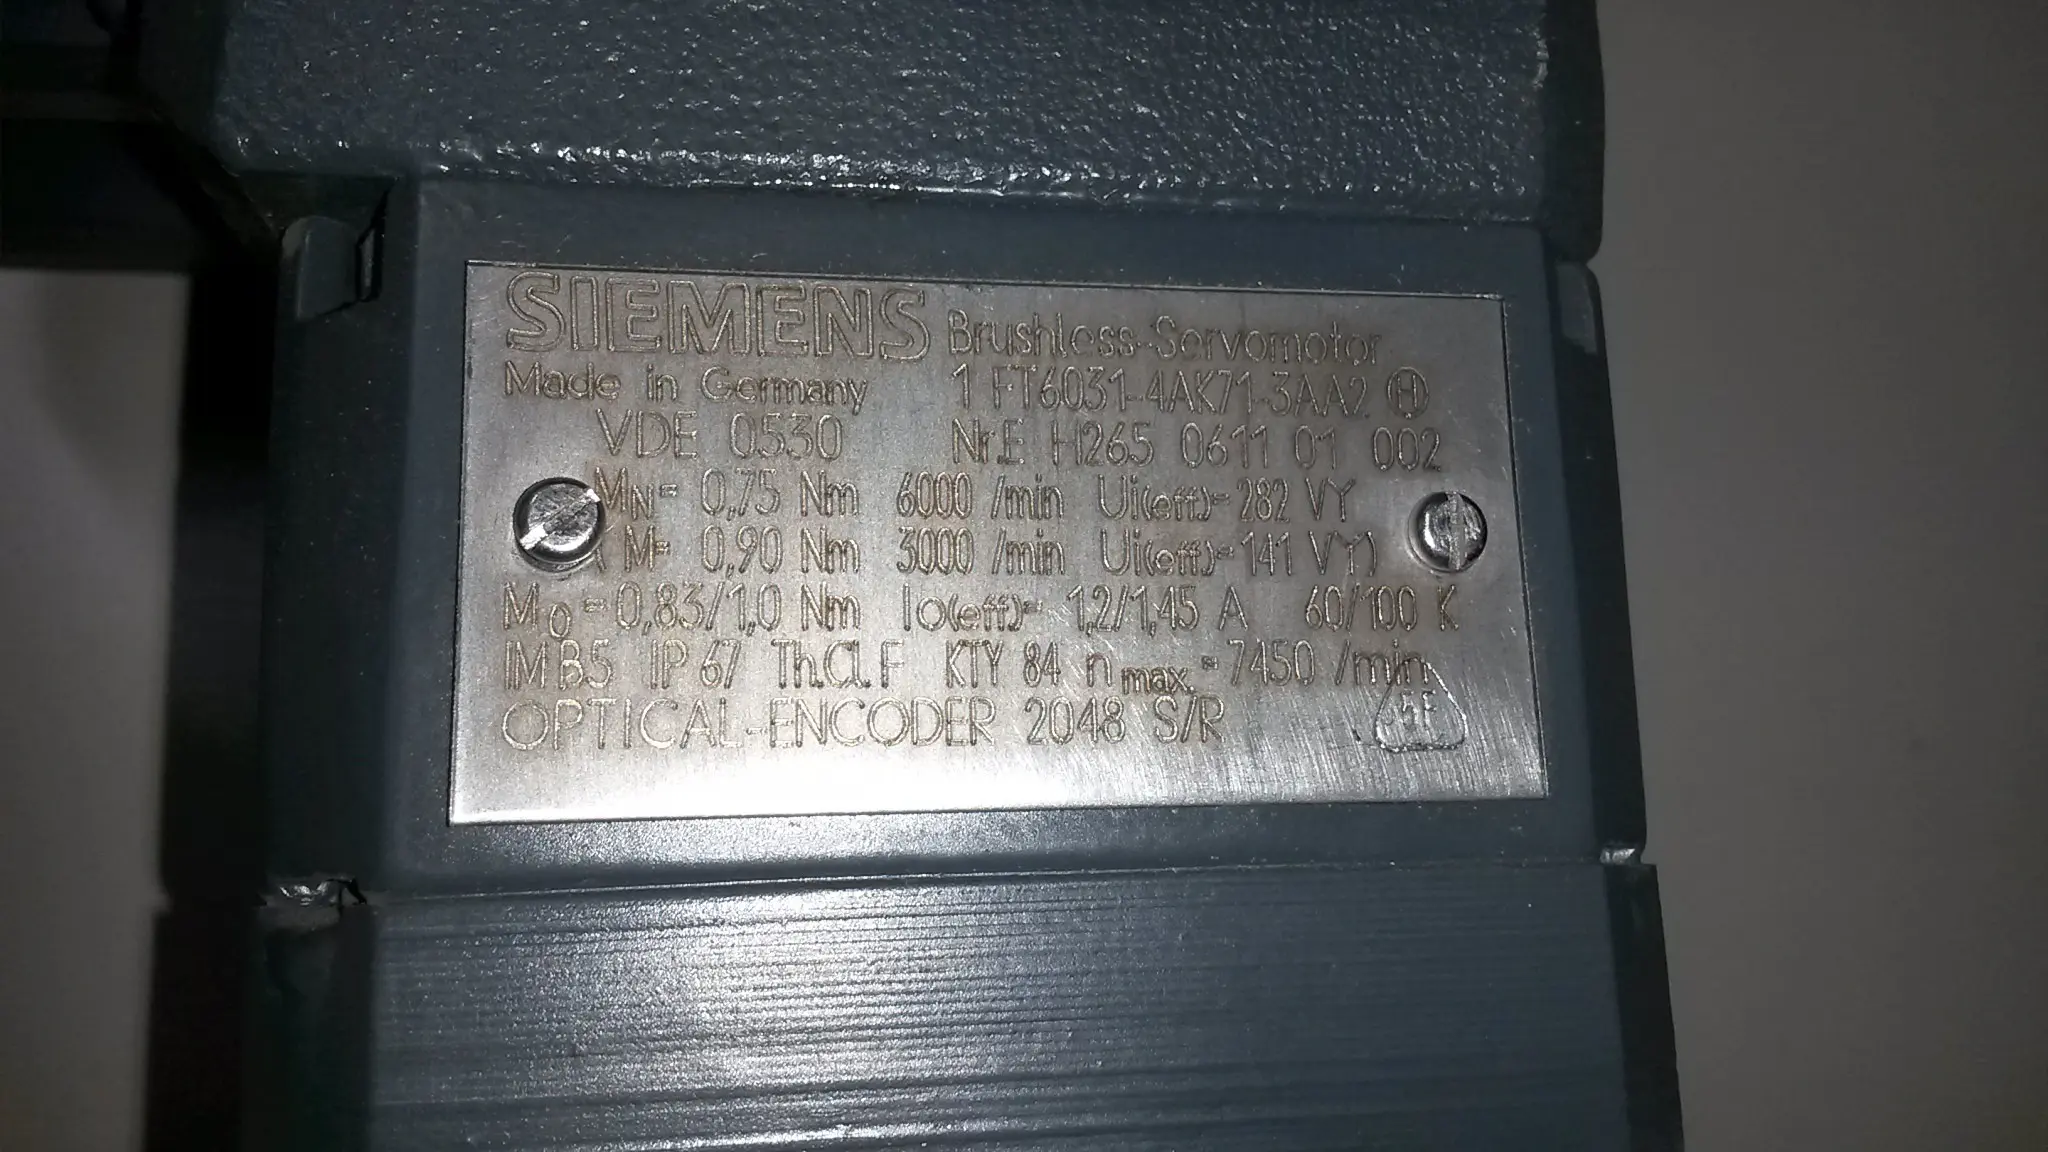 SIEMENS Brushless-Servomotor
Made in Germany 1 FT6031-4AK71-3AA2 Ⓗ
VDE 0530 Nr.E H265 0611 01 002
MN= 0,75 Nm 6000 /min Ui(eff)= 282 VY
M= 0,90 Nm 3000 /min Ui(eff)= 141 VY)
Mo = 0,83/1,0 Nm Io(eff)= 1,2/1,45 A 60/100 K
IM B5 IP 67 Th.Cl.F KTY 84 n max. = 7450 /min
OPTICAL-ENCODER 2048 S/R